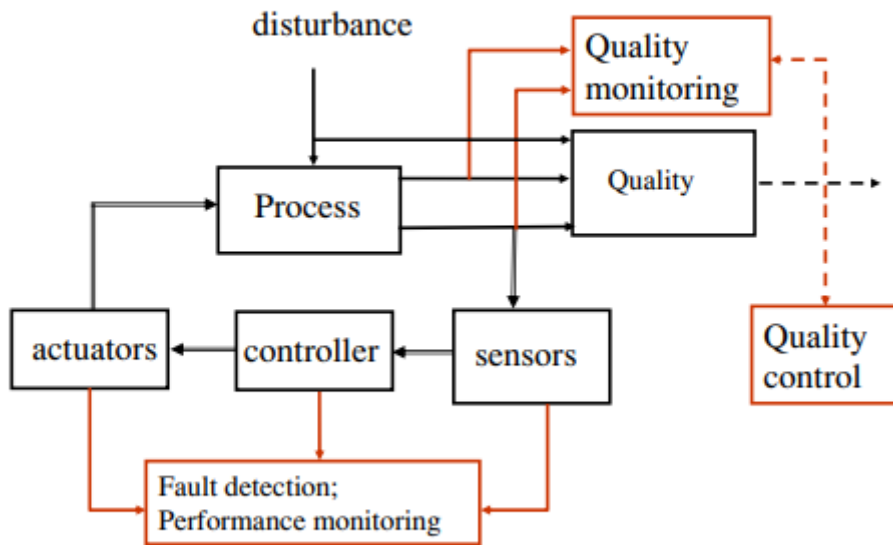 disturbance
Quality
monitoring
Quality
Process
actuators
controller
sensors
Quality
control
Fault detection;
Performance monitoring